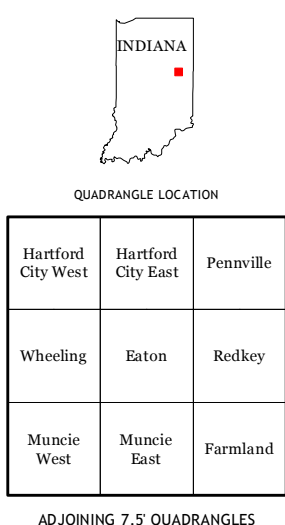 INDIANA
QUADRANGLE LOCATION
Hartford
City West
Hartford
City East
Pennville
Wheeling
Eaton
Redkey
Muncie
West
Muncie
East
Farmland
ADJOINING 7.5' QUADRANGLES